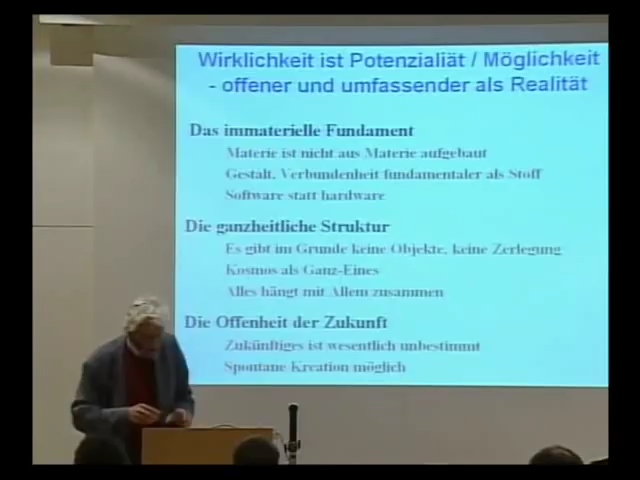 Wirklichkeit ist Potenzialiät / Möglichkeit
- offener und umfassender als Realität
Das immaterielle Fundament
Materie ist nicht aus Materie aufgebaut
Gestalt, Verbundenheit fundamentaler als Stoff
Software statt hardware
Die ganzheitliche Struktur
Es gibt im Grunde keine Objekte, keine Zerlegung
Kosmos als Ganz-Eines
Alles hängt mit Allem zusammen
Die Offenheit der Zukunft
Zukünftiges ist wesentlich unbestimmt
Spontane Kreation möglich